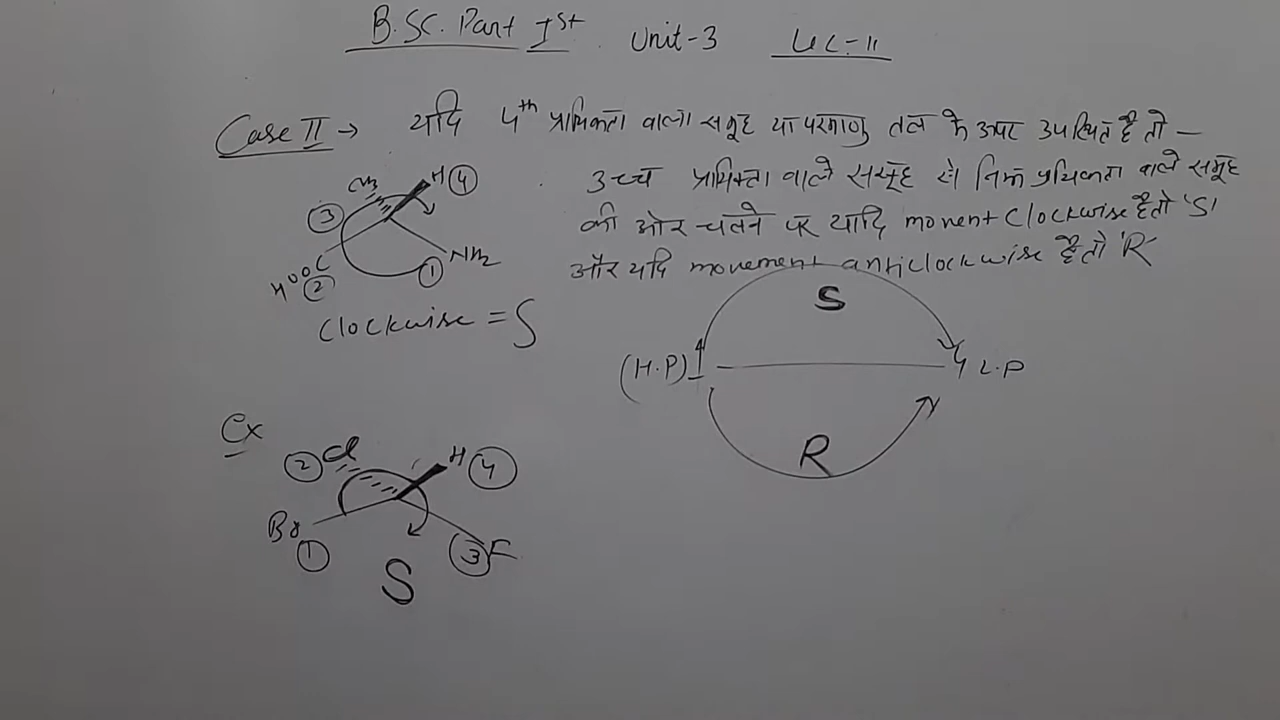 B.SC. Part Ist Unit-3 Lec-11
Case II → यदि 4th प्राथमिकता वाला समूह या परमाणु तल के ऊपर उपस्थित है तो —
उच्च प्राथमिकता वाले समूह से निम्न प्राथमिकता वाले समूह
की ओर चलने पर यदि moment clockwise है तो 'S'
और यदि movement anticlockwise है तो 'R'
CH3 H 4
3
HOOC NH2
2 1
clockwise = S
S
(H.P) 1 4 L.P
R
Ex
2 Cl H 4
Br F
1 3
S